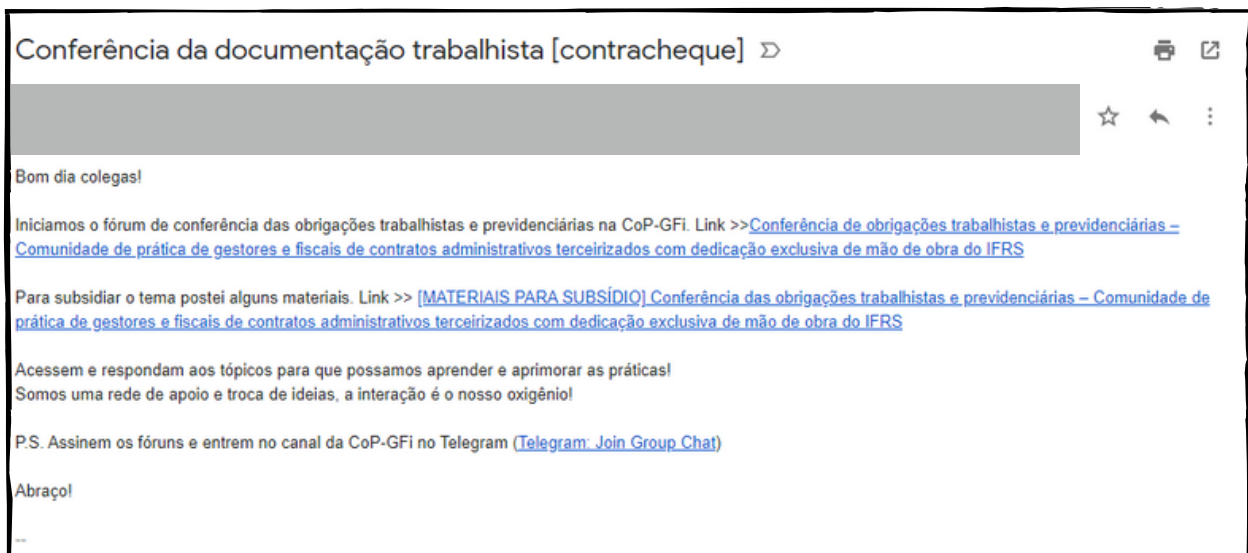 Conferência da documentação trabalhista [contracheque]
Bom dia colegas!
Iniciamos o fórum de conferência das obrigações trabalhistas e previdenciárias na CoP-GFi. Link >>Conferência de obrigações trabalhistas e previdenciárias –
Comunidade de prática de gestores e fiscais de contratos administrativos terceirizados com dedicação exclusiva de mão de obra do IFRS
Para subsidiar o tema postei alguns materiais. Link >> [MATERIAIS PARA SUBSÍDIO] Conferência das obrigações trabalhistas e previdenciárias – Comunidade de
prática de gestores e fiscais de contratos administrativos terceirizados com dedicação exclusiva de mão de obra do IFRS
Acessem e respondam aos tópicos para que possamos aprender e aprimorar as práticas!
Somos uma rede de apoio e troca de ideias, a interação é o nosso oxigênio!
P.S. Assinem os fóruns e entrem no canal da CoP-GFi no Telegram (Telegram: Join Group Chat)
Abraço!
--